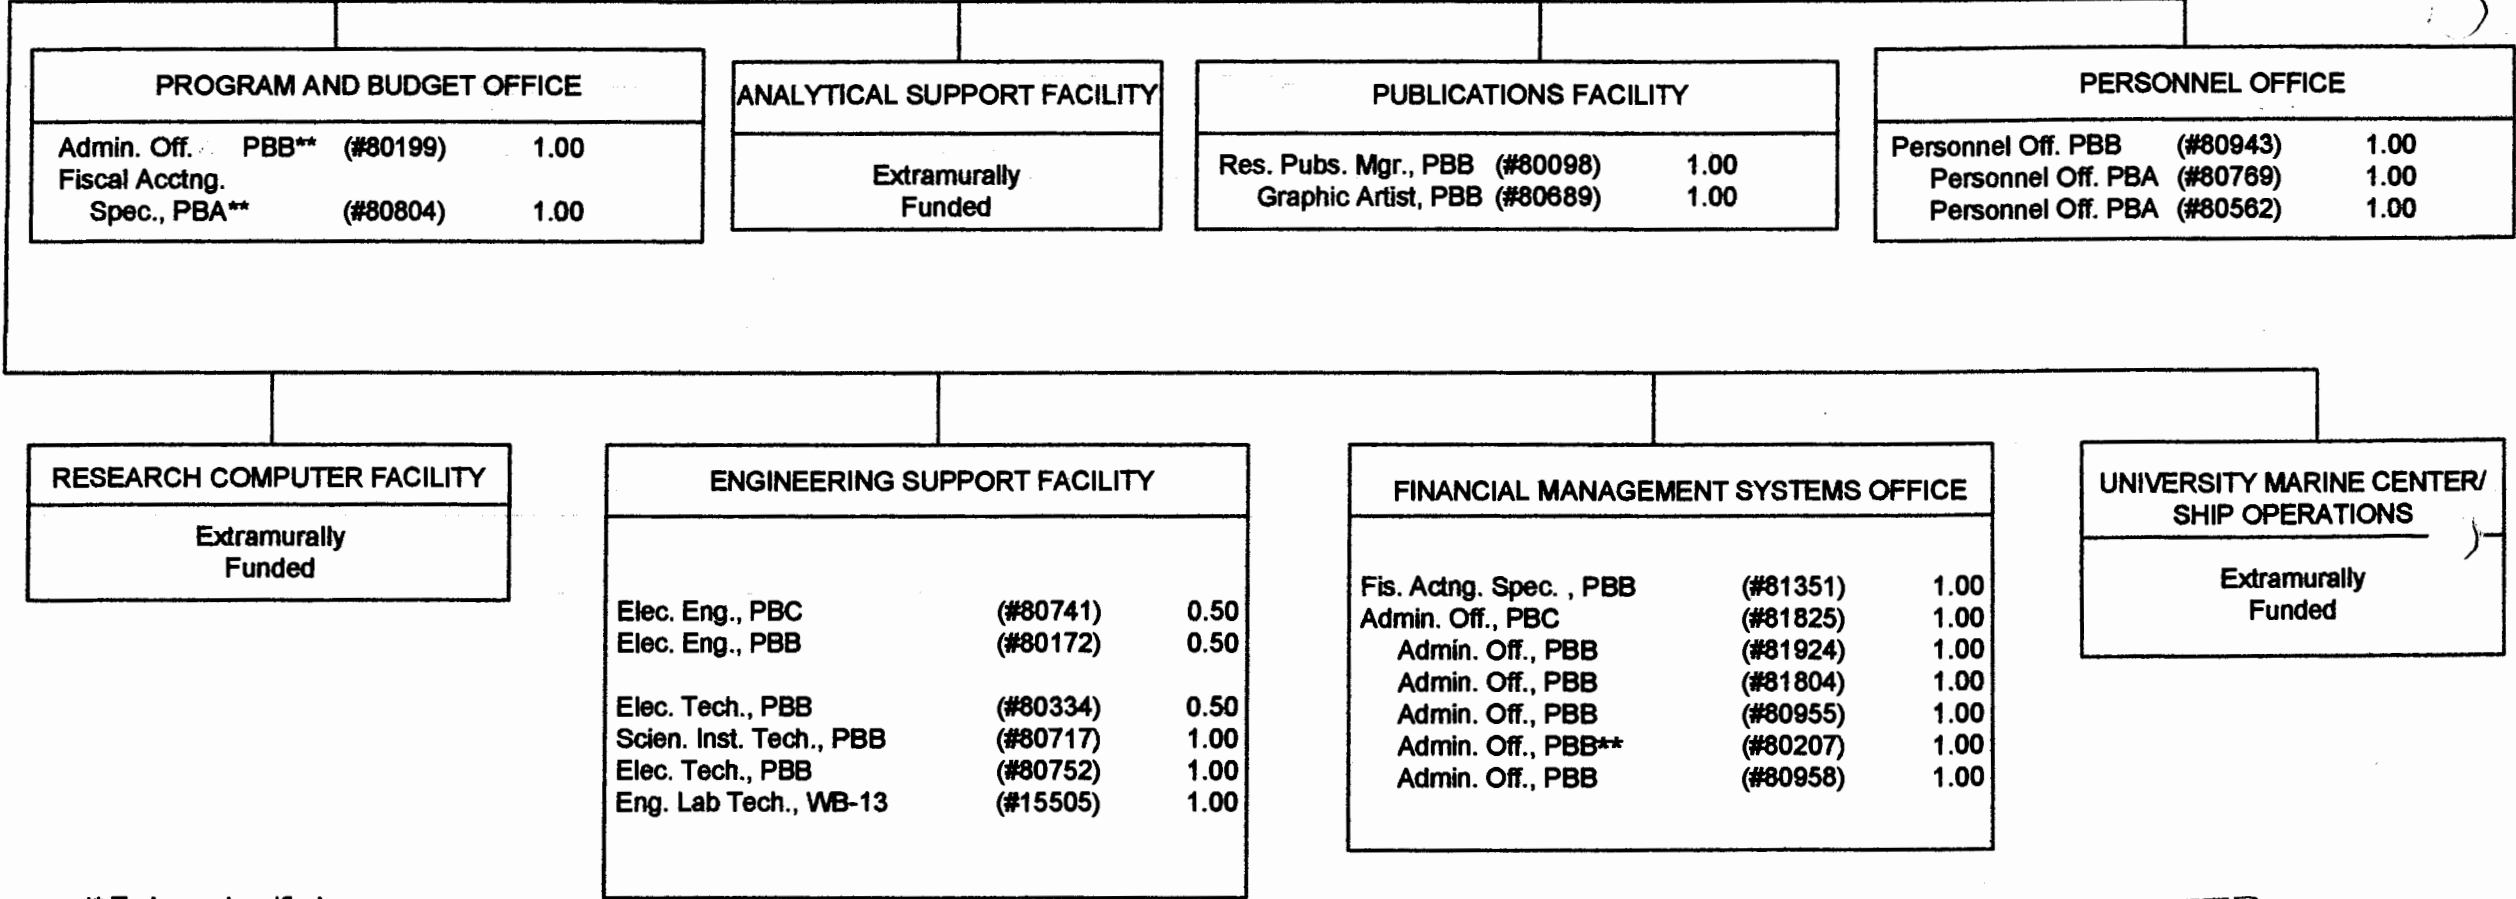 PROGRAM AND BUDGET OFFICE
Admin. Off. PBB** (#80199) 1.00
Fiscal Acctng.
Spec., PBA** (#80804) 1.00
ANALYTICAL SUPPORT FACILITY
Extramurally
Funded
PUBLICATIONS FACILITY
Res. Pubs. Mgr., PBB (#80098) 1.00
Graphic Artist, PBB (#80689) 1.00
PERSONNEL OFFICE
Personnel Off. PBB (#80943) 1.00
Personnel Off. PBA (#80769) 1.00
Personnel Off. PBA (#80562) 1.00
RESEARCH COMPUTER FACILITY
Extramurally
Funded
ENGINEERING SUPPORT FACILITY
Elec. Eng., PBC (#80741) 0.50
Elec. Eng., PBB (#80172) 0.50
Elec. Tech., PBB (#80334) 0.50
Scien. Inst. Tech., PBB (#80717) 1.00
Elec. Tech., PBB (#80752) 1.00
Eng. Lab Tech., WB-13 (#15505) 1.00
FINANCIAL MANAGEMENT SYSTEMS OFFICE
Fis. Actng. Spec. , PBB (#81351) 1.00
Admin. Off., PBC (#81825) 1.00
Admin. Off., PBB (#81924) 1.00
Admin. Off., PBB (#81804) 1.00
Admin. Off., PBB (#80955) 1.00
Admin. Off., PBB** (#80207) 1.00
Admin. Off., PBB (#80958) 1.00
UNIVERSITY MARINE CENTER/
SHIP OPERATIONS
Extramurally
Funded